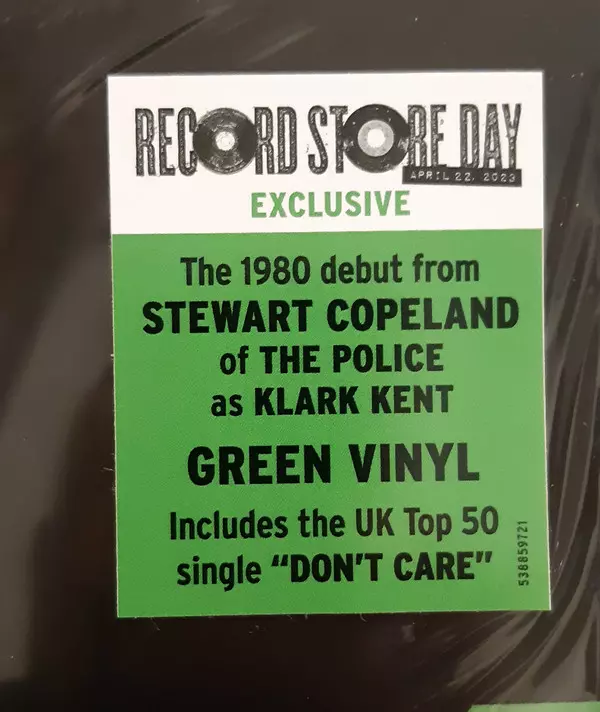 RECORD STORE DAY
APRIL 22, 2023
EXCLUSIVE
The 1980 debut from
STEWART COPELAND
of THE POLICE
as KLARK KENT
GREEN VINYL
Includes the UK Top 50
single “DON'T CARE”
538859721